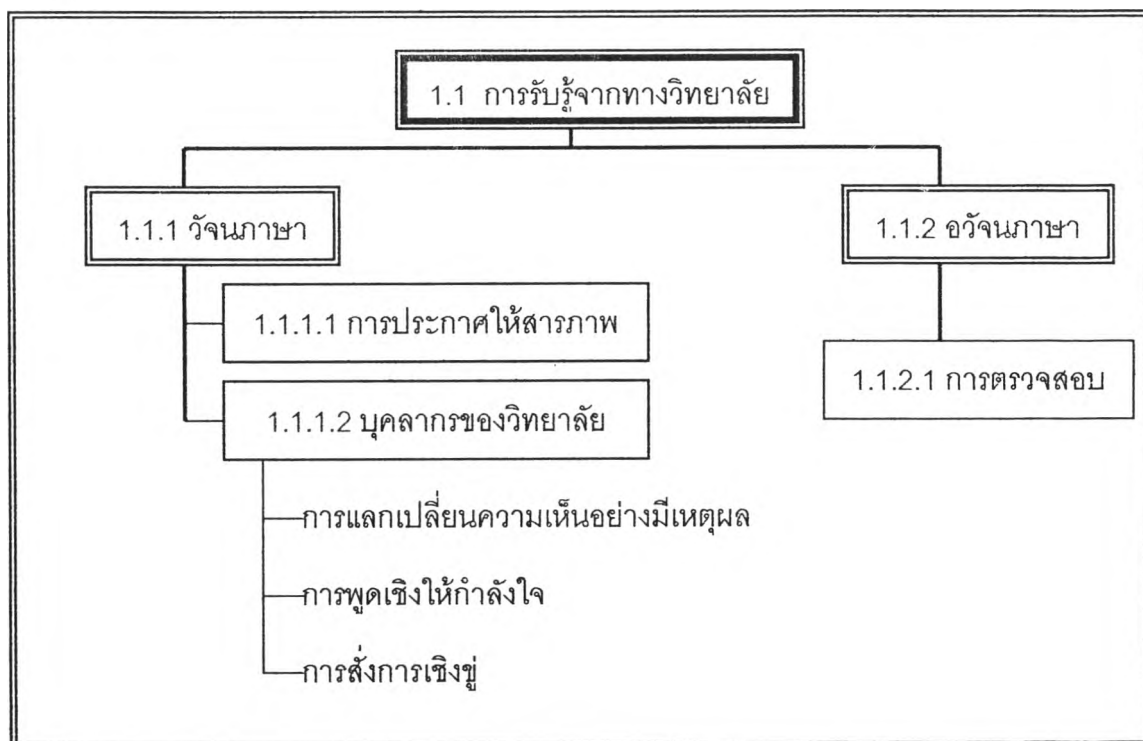 1.1 การรับรู้จากทางวิทยาลัย
1.1.1 วัจนภาษา
1.1.2 อวัจนภาษา
1.1.1.1 การประกาศให้สารภาพ
1.1.2.1 การตรวจสอบ
1.1.1.2 บุคลากรของวิทยาลัย
การแลกเปลี่ยนความเห็นอย่างมีเหตุผล
การพูดเชิงให้กำลังใจ
การสั่งการเชิงขู่